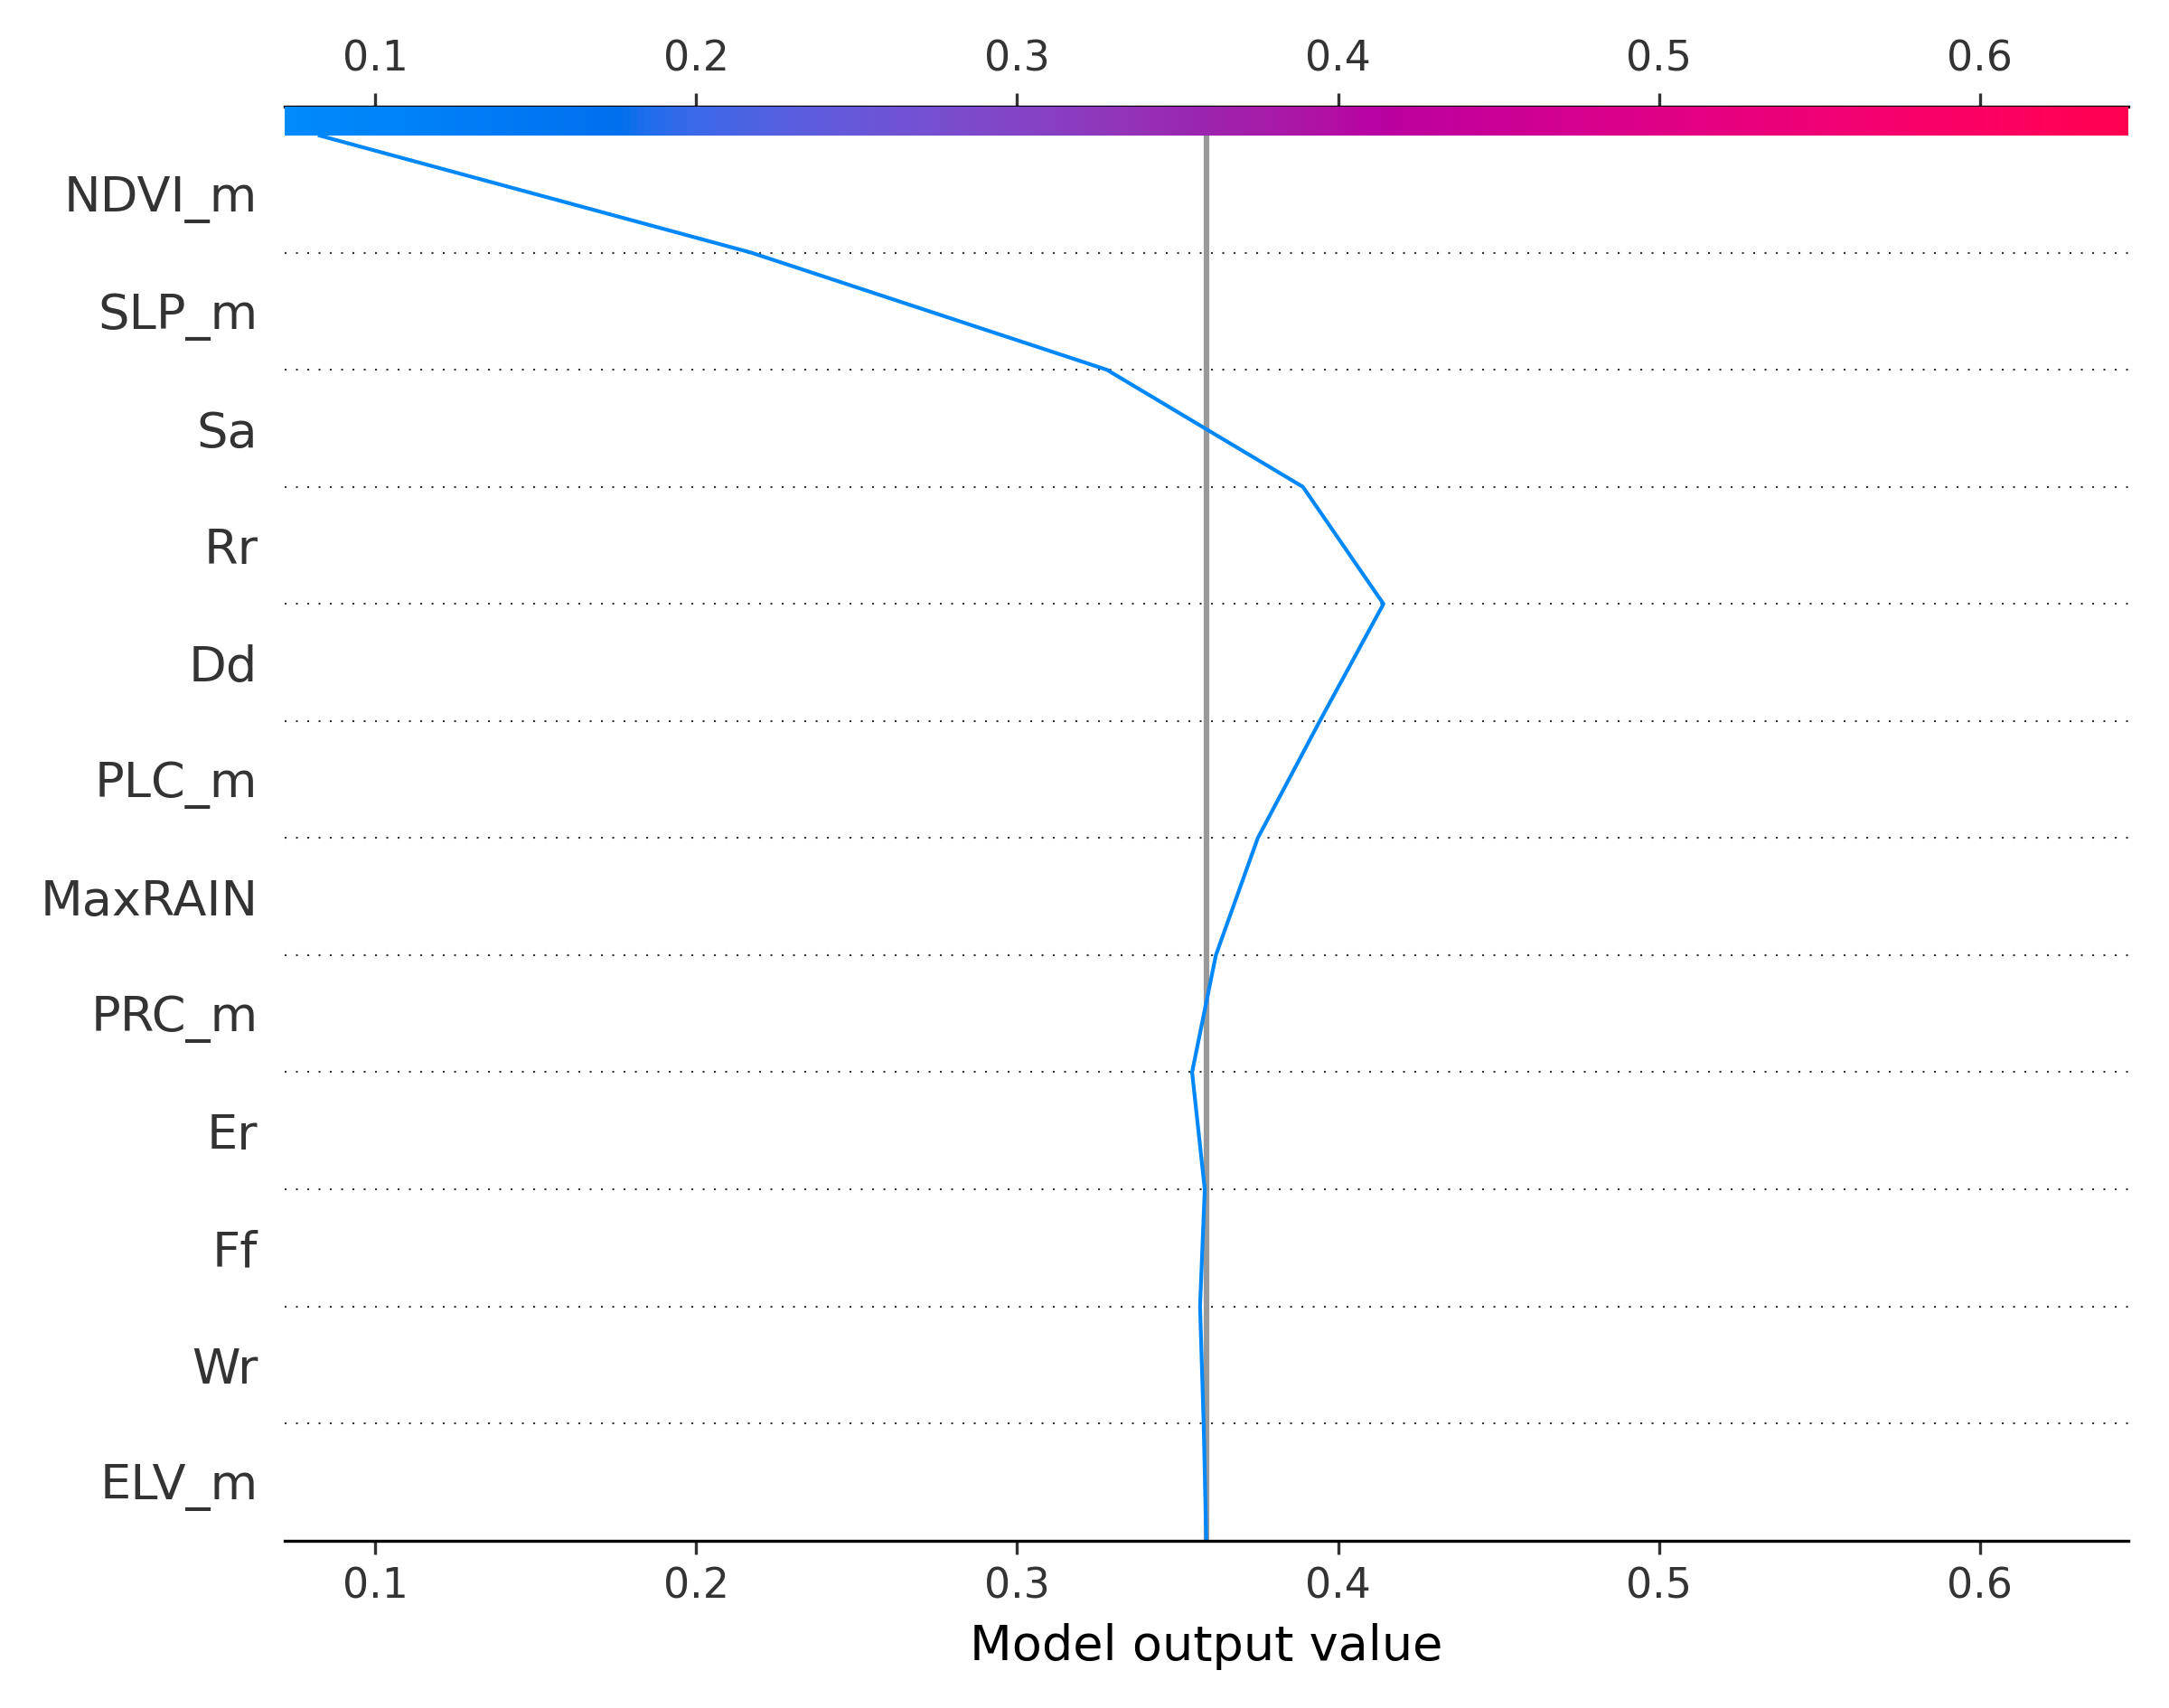 0.1 0.2 0.3 0.4 0.5 0.6
NDVI_m
SLP_m
Sa
Rr
Dd
PLC_m
MaxRAIN
PRC_m
Er
Ff
Wr
ELV_m
0.1 0.2 0.3 0.4 0.5 0.6
Model output value